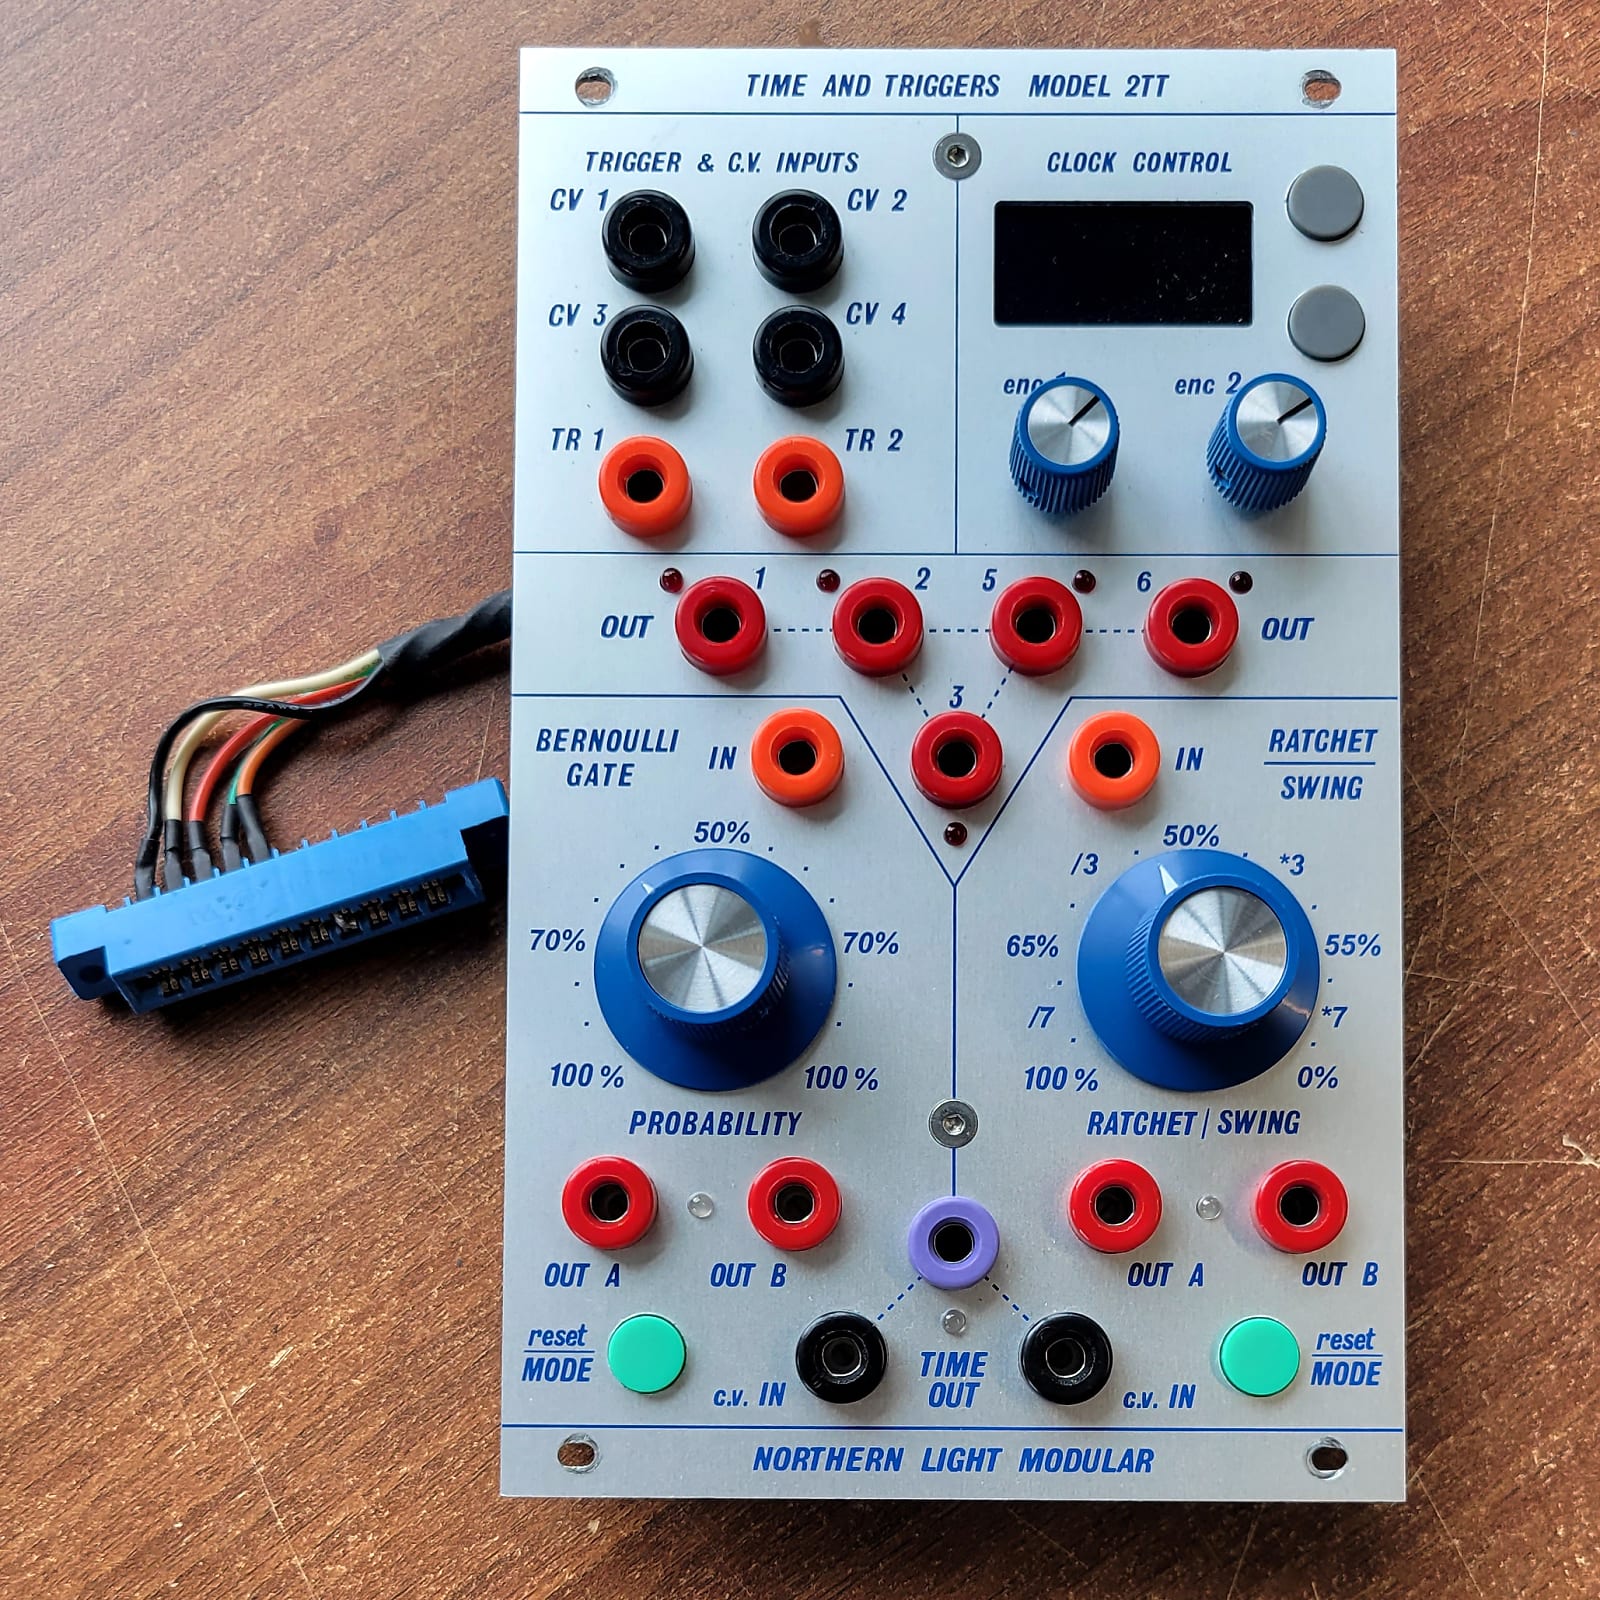 TIME AND TRIGGERS MODEL 2TT
TRIGGER & C.V. INPUTS
CV 1
CV 2
CV 3
CV 4
TR 1
TR 2
CLOCK CONTROL
enc 1
enc 2
1
2
5
6
OUT
OUT
3
BERNOULLI
GATE
IN
IN
RATCHET
SWING
50%
70%
70%
100 %
100 %
PROBABILITY
50%
/3
*3
65%
55%
/7
*7
100 %
0%
RATCHET | SWING
OUT A
OUT B
OUT A
OUT B
reset
MODE
c.v. IN
TIME
OUT
c.v. IN
reset
MODE
NORTHERN LIGHT MODULAR